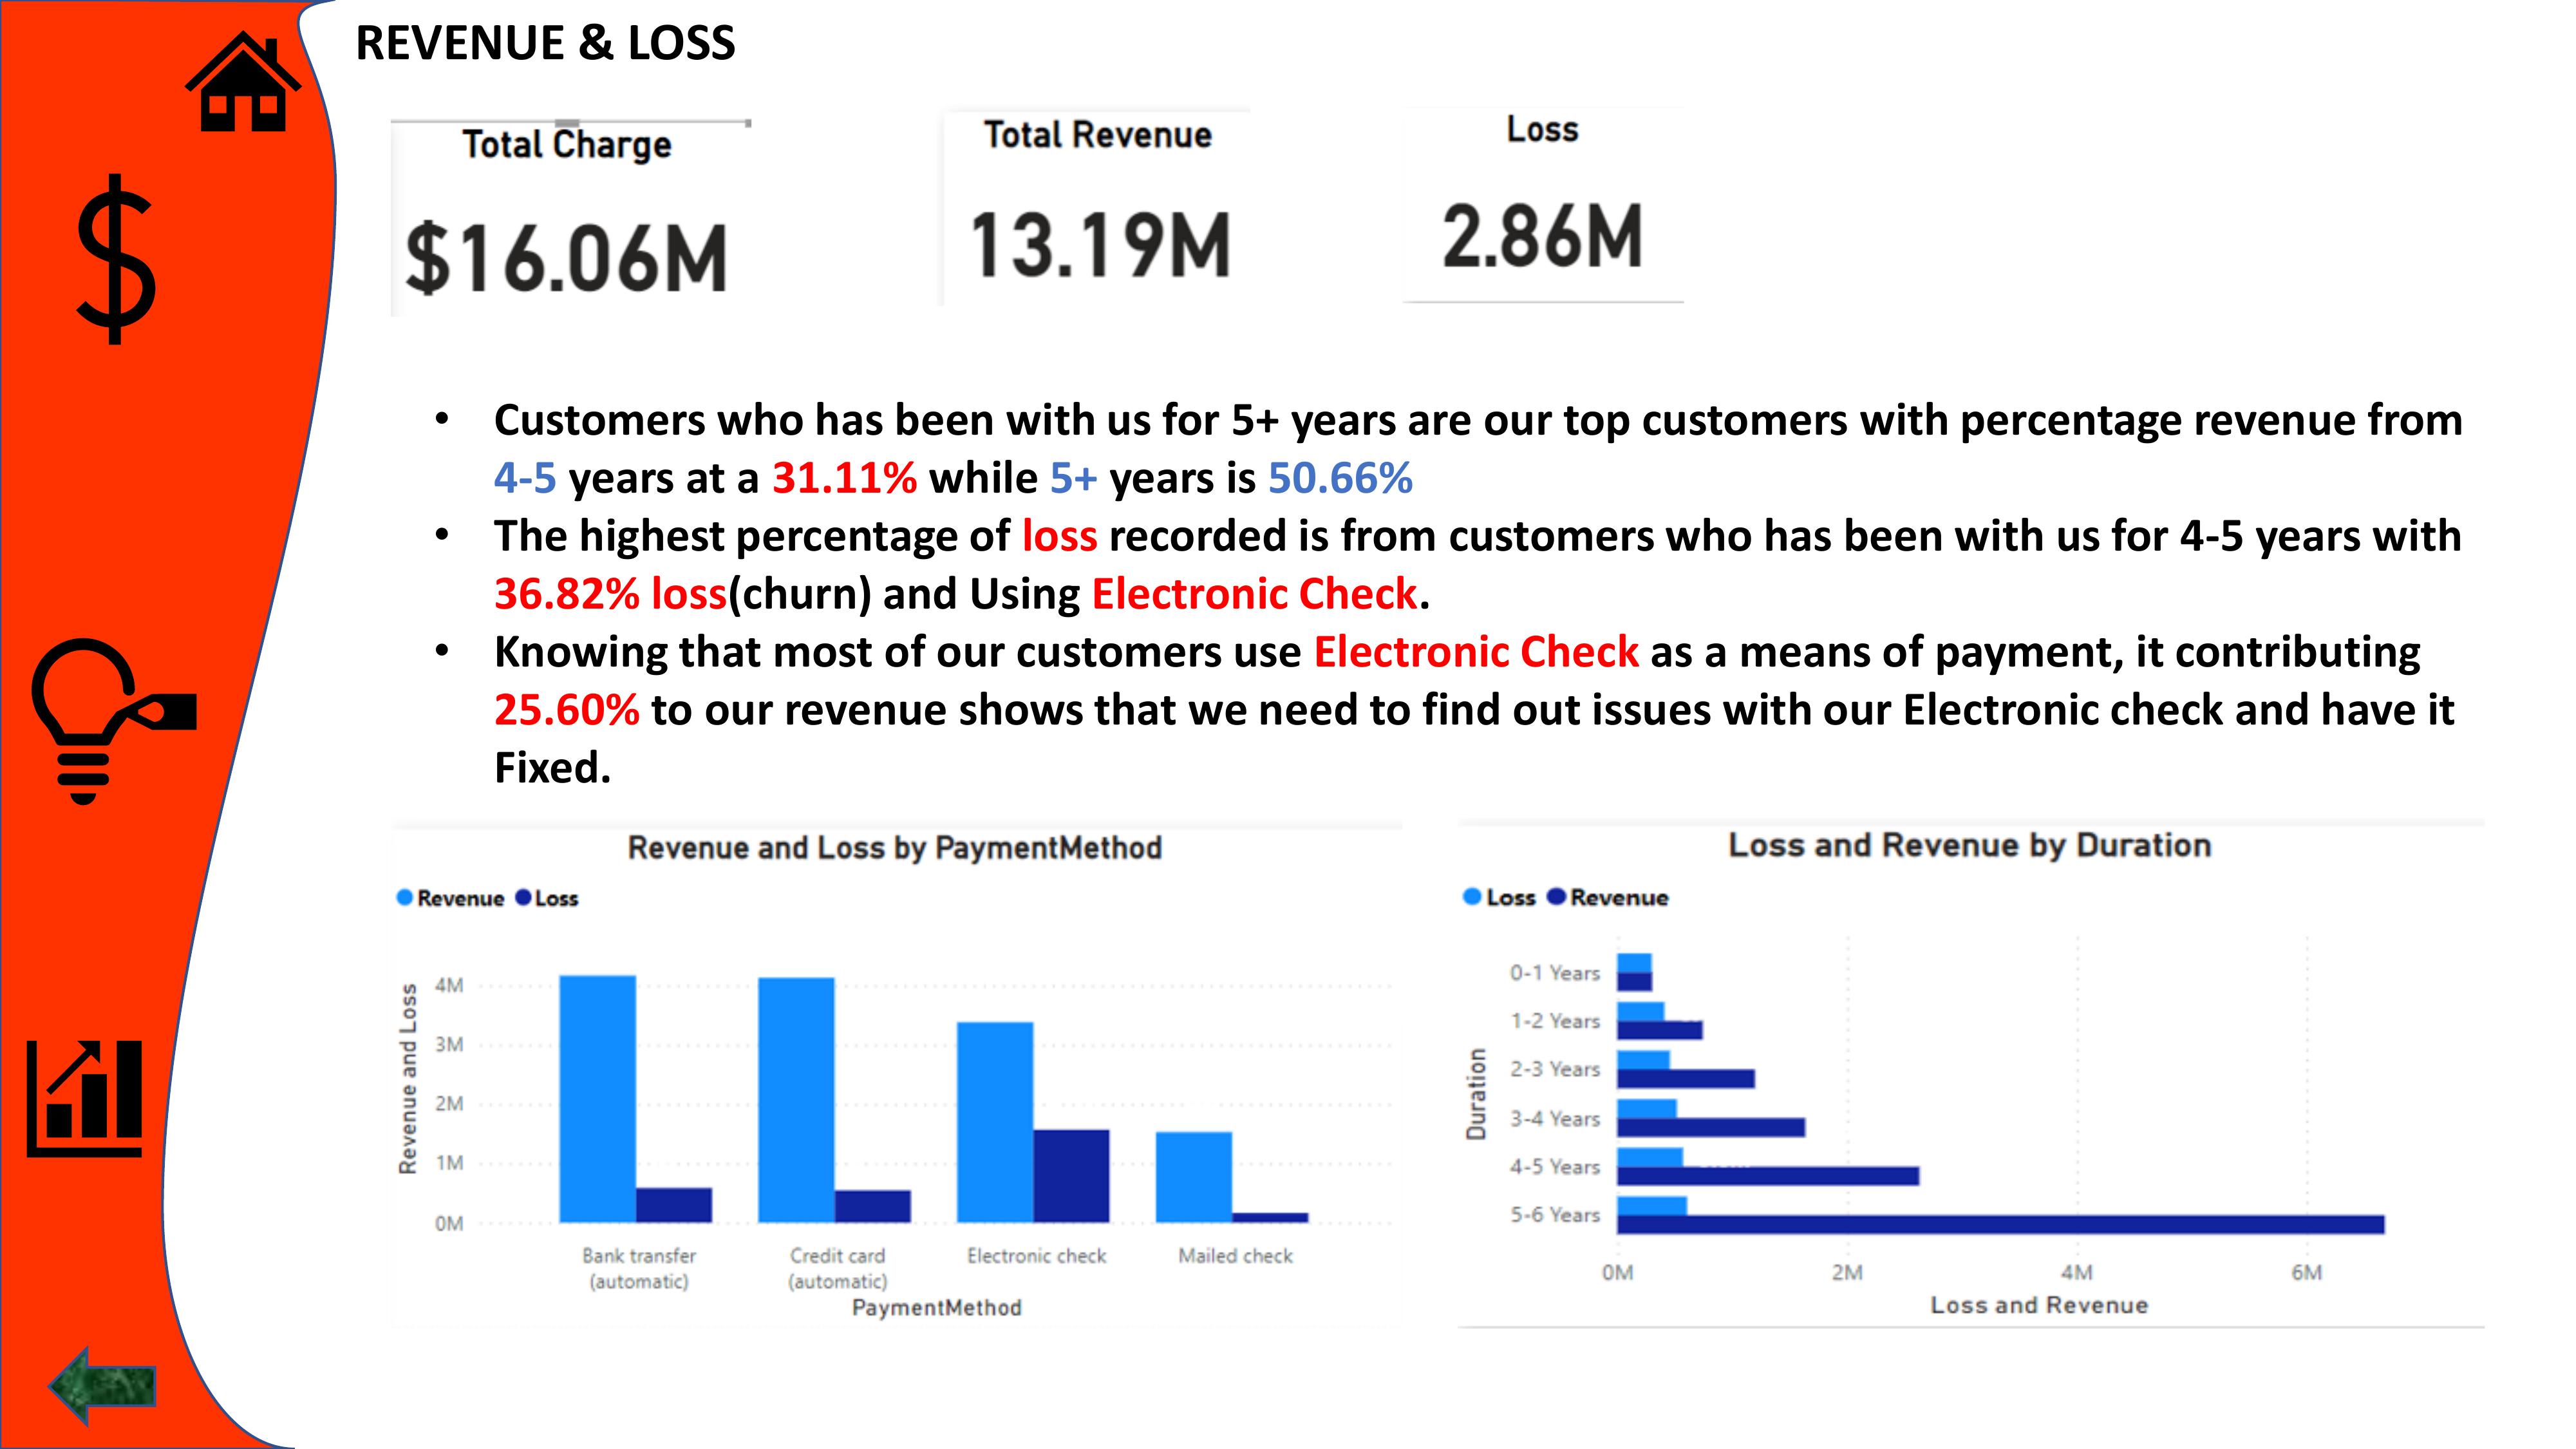 REVENUE & LOSS
Total Charge
$16.06M
Total Revenue
13.19M
Loss
2.86M
• Customers who has been with us for 5+ years are our top customers with percentage revenue from
4-5 years at a 31.11% while 5+ years is 50.66%
• The highest percentage of loss recorded is from customers who has been with us for 4-5 years with
36.82% loss(churn) and Using Electronic Check.
• Knowing that most of our customers use Electronic Check as a means of payment, it contributing
25.60% to our revenue shows that we need to find out issues with our Electronic check and have it
Fixed.
Revenue and Loss by PaymentMethod
Revenue Loss
Revenue and Loss
4M
3M
2M
1M
0M
Bank transfer
(automatic)
Credit card
(automatic)
Electronic check
Mailed check
PaymentMethod
Loss and Revenue by Duration
Loss Revenue
Duration
0-1 Years
1-2 Years
2-3 Years
3-4 Years
4-5 Years
5-6 Years
0M 2M 4M 6M
Loss and Revenue